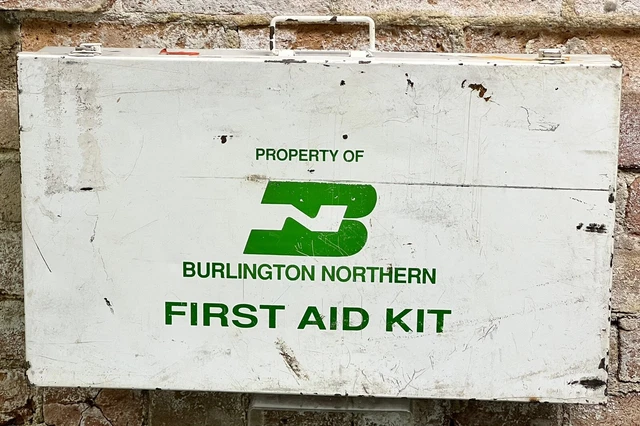 PROPERTY OF
BURLINGTON NORTHERN
FIRST AID KIT